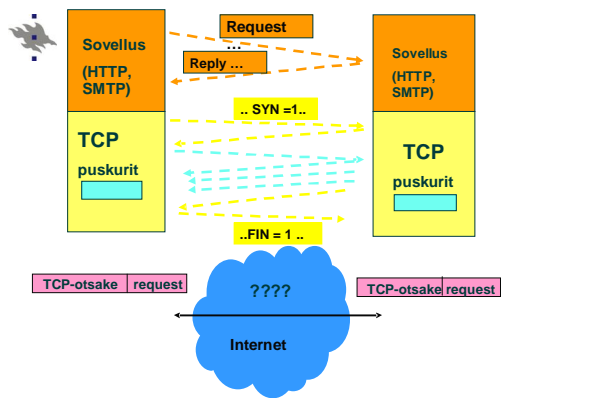 Request
…
Reply …
Sovellus
(HTTP,
SMTP)
Sovellus
(HTTP,
SMTP)
.. SYN =1..
TCP
puskurit
TCP
puskurit
..FIN = 1 ..
TCP-otsake request
????
TCP-otsake request
Internet